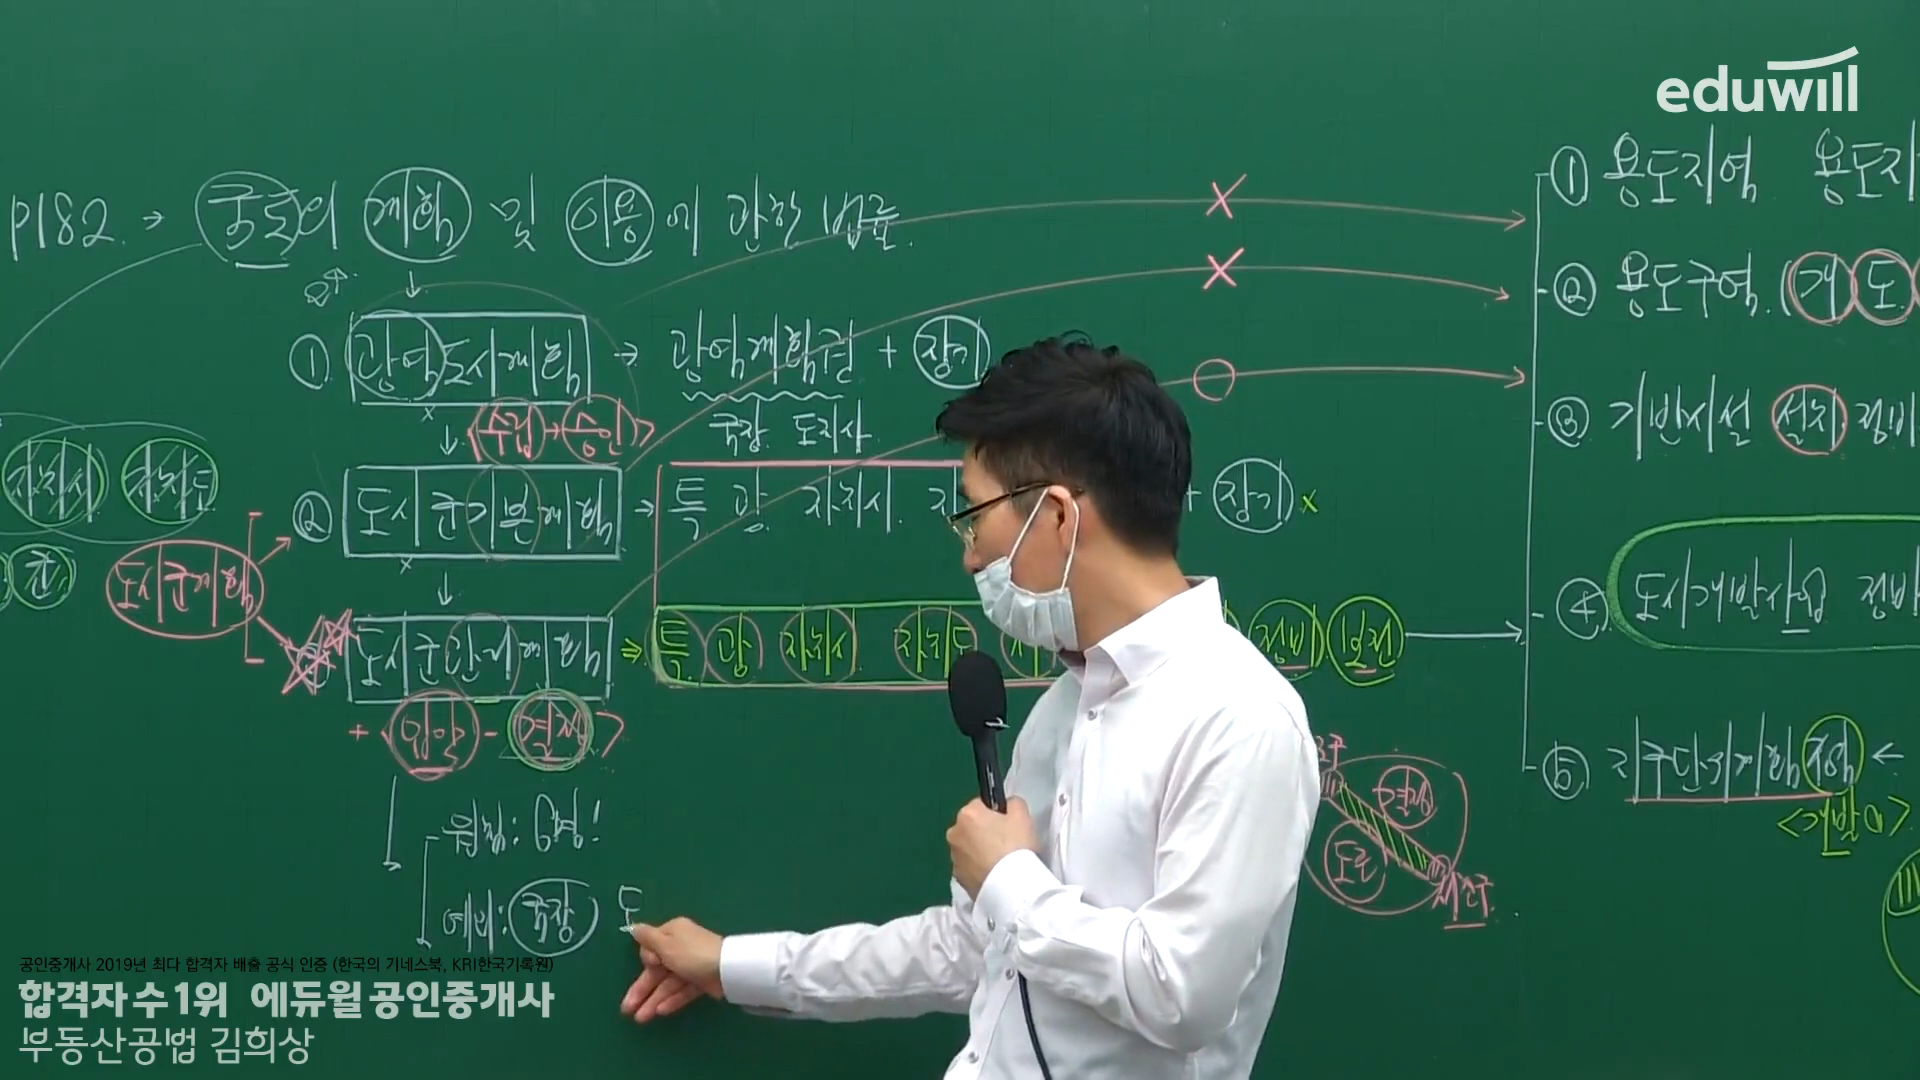 eduwill
P182. → 국토의 계획 및 이용에 관한 법률.
① 광역도시계획 → 광역계획권 + 장기
<수립→승인>
국장 도지사
② 도시군기본계획 → 특 광 자치시 + 장기 x
자치시 자치도
군
도시군계획
도시군관리계획 ⇒ 특 광 자치시 자치도 정비 보전
+ <입안-결정>
원칙: 6명!
예비: 국장 도
① 용도지역 용도지
② 용도구역.(개 도
③ 기반시설 설치. 정비
④ 도시개발사업 정비
⑤ 지구단위계획 ←
<개발 0>
결정
도로
서초구
공인중개사 2019년 최다 합격자 배출 공식 인증 (한국의 기네스북, KRI한국기록원)
합격자 수 1위 에듀윌 공인중개사
부동산공법 김희상